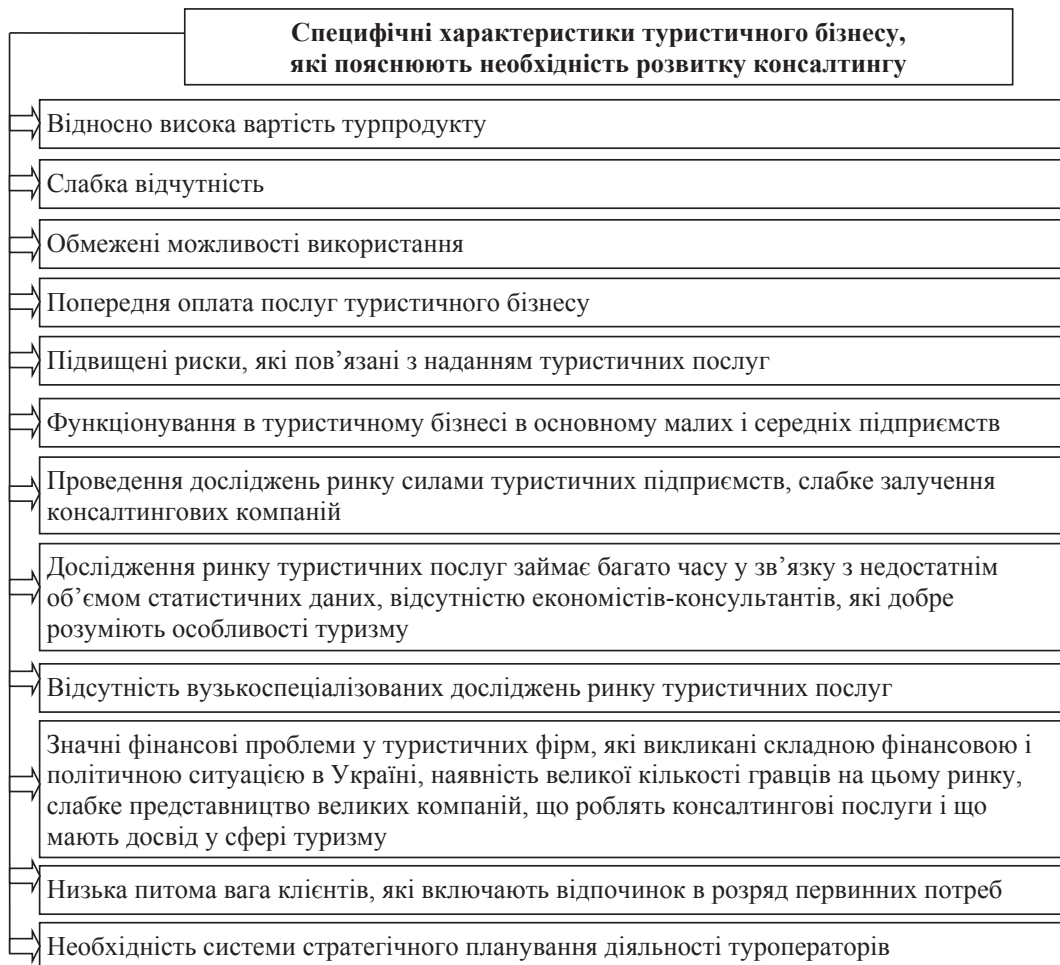 Специфічні характеристики туристичного бізнесу,
які пояснюють необхідність розвитку консалтингу
Відносно висока вартість турпродукту
Слабка відчутність
Обмежені можливості використання
Попередня оплата послуг туристичного бізнесу
Підвищені риски, які пов’язані з наданням туристичних послуг
Функціонування в туристичному бізнесі в основному малих і середніх підприємств
Проведення досліджень ринку силами туристичних підприємств, слабке залучення
консалтингових компаній
Дослідження ринку туристичних послуг займає багато часу у зв’язку з недостатнім
об’ємом статистичних даних, відсутністю економістів-консультантів, які добре
розуміють особливості туризму
Відсутність вузькоспеціалізованих досліджень ринку туристичних послуг
Значні фінансові проблеми у туристичних фірм, які викликані складною фінансовою і
політичною ситуацією в Україні, наявність великої кількості гравців на цьому ринку,
слабке представництво великих компаній, що роблять консалтингові послуги і що
мають досвід у сфері туризму
Низька питома вага клієнтів, які включають відпочинок в розряд первинних потреб
Необхідність системи стратегічного планування діяльності туроператорів